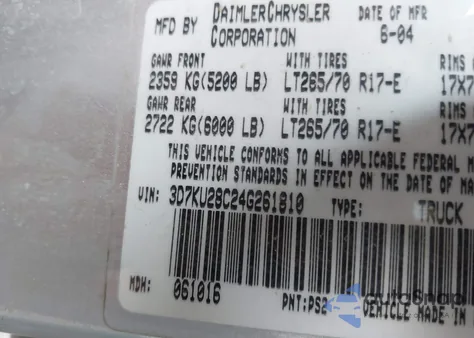 MFD BY DAIMLERCHRYSLER CORPORATION DATE OF MFR 6-04
GAWR FRONT WITH TIRES RIMS
2359 KG(5200 LB) LT265/70 R17-E 17X7
GAWR REAR WITH TIRES RIMS
2722 KG(6000 LB) LT265/70 R17-E 17X7
THIS VEHICLE CONFORMS TO ALL APPLICABLE FEDERAL
PREVENTION STANDARDS IN EFFECT ON THE DATE OF MA
VIN: 3D7KU28C24G261810 TYPE: TRUCK
MDH: 061016 PNT:PS2 VEHICLE MADE IN
autosnap